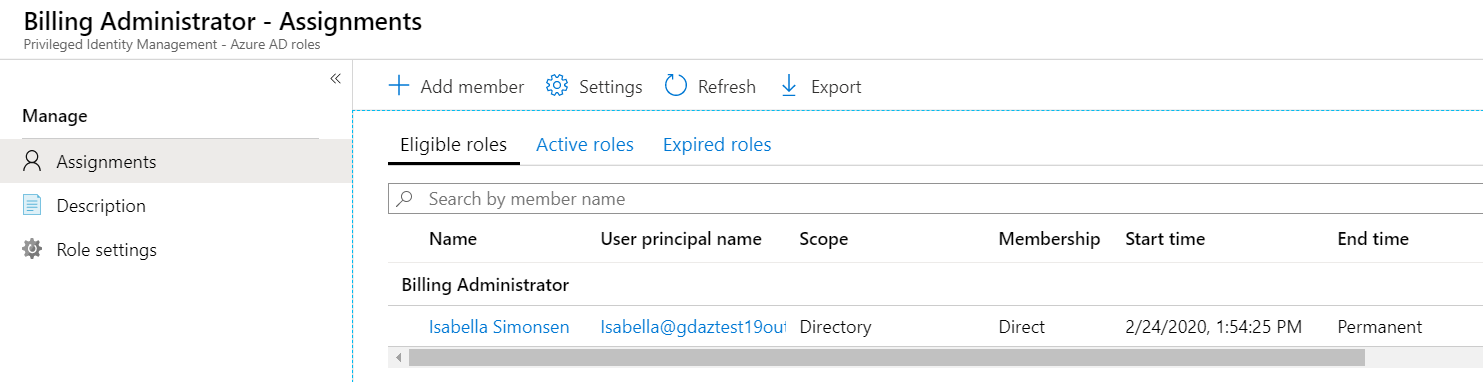 Billing Administrator - Assignments
Privileged Identity Management - Azure AD roles
«
Manage
Assignments
Description
Role settings
Add member Settings Refresh Export
Eligible roles Active roles Expired roles
Search by member name
Name User principal name Scope Membership Start time End time
Billing Administrator
Isabella Simonsen Isabella@gdaztest19out Directory Direct 2/24/2020, 1:54:25 PM Permanent